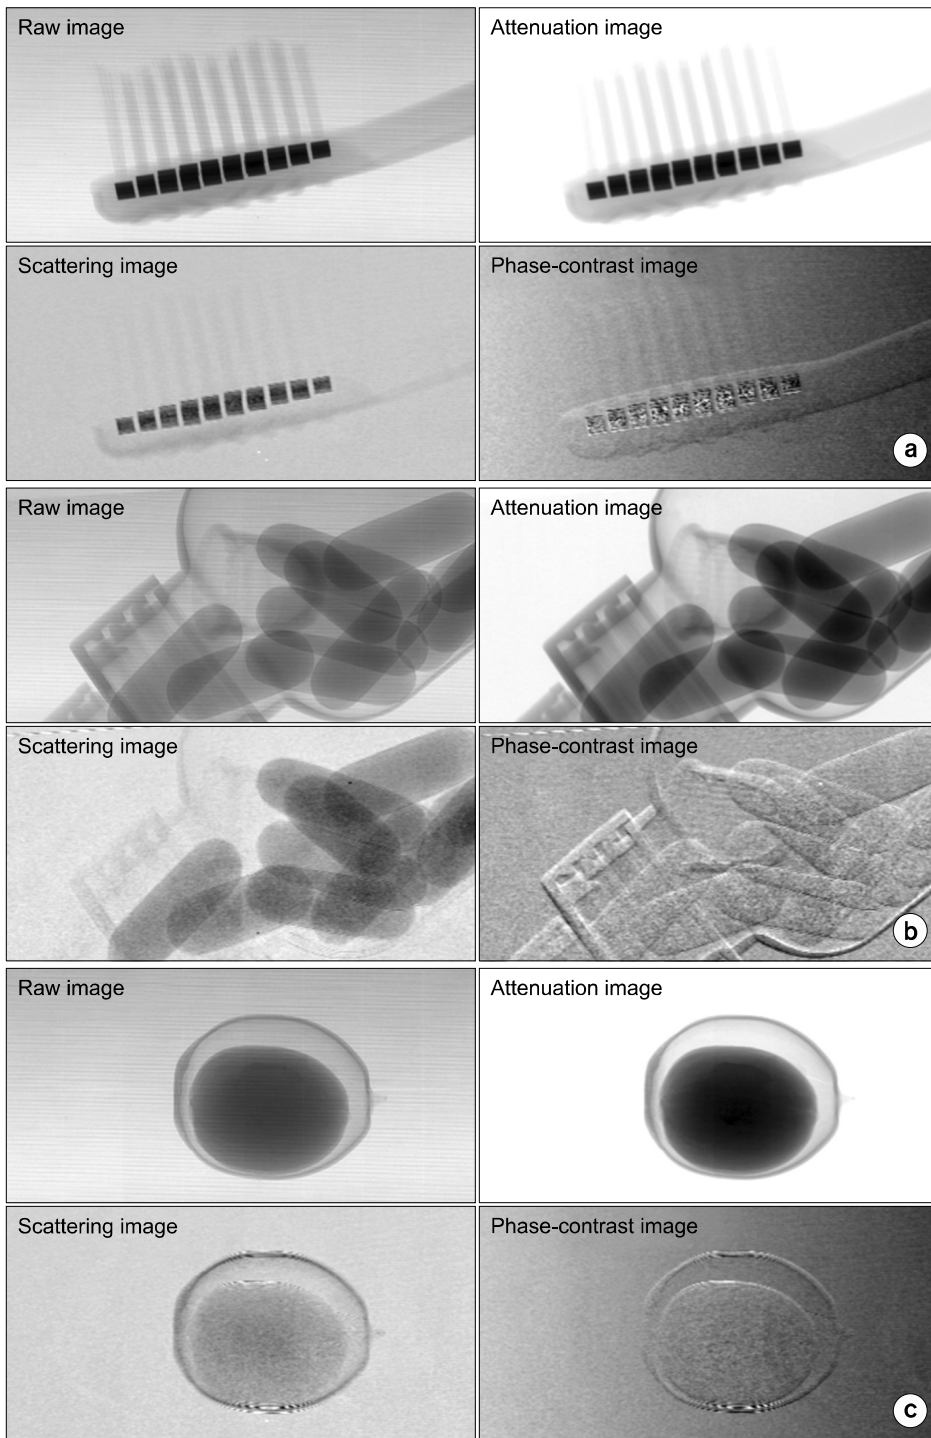 Raw image
Attenuation image
Scattering image
Phase-contrast image
a
Raw image
Attenuation image
Scattering image
Phase-contrast image
b
Raw image
Attenuation image
Scattering image
Phase-contrast image
c